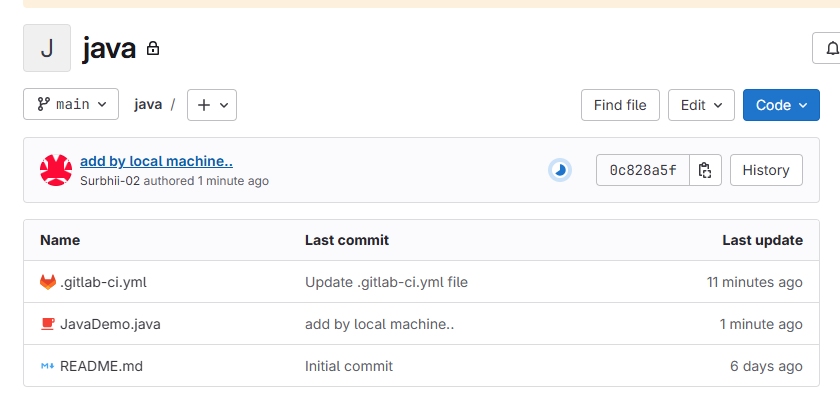 J java
main java / +
Find file Edit Code
add by local machine..
Surbhii-02 authored 1 minute ago
0c828a5f History
Name Last commit Last update
.gitlab-ci.yml Update .gitlab-ci.yml file 11 minutes ago
JavaDemo.java add by local machine.. 1 minute ago
README.md Initial commit 6 days ago